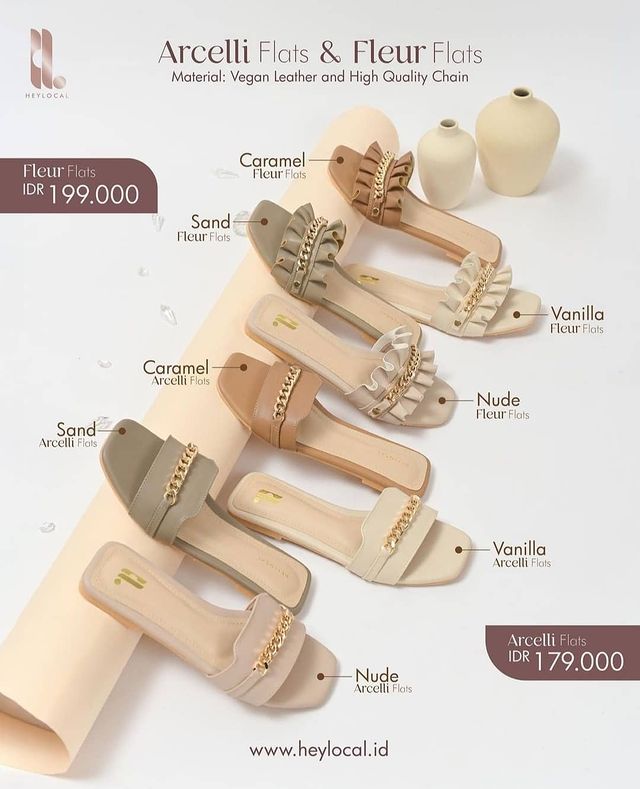 HEYLOCAL
Arcelli Flats & Fleur Flats
Material: Vegan Leather and High Quality Chain
Fleur Flats
IDR 199.000
Caramel
Fleur Flats
Sand
Fleur Flats
Vanilla
Fleur Flats
Caramel
Arcelli Flats
Nude
Fleur Flats
Sand
Arcelli Flats
Vanilla
Arcelli Flats
Arcelli Flats
IDR 179.000
Nude
Arcelli Flats
www.heylocal.id